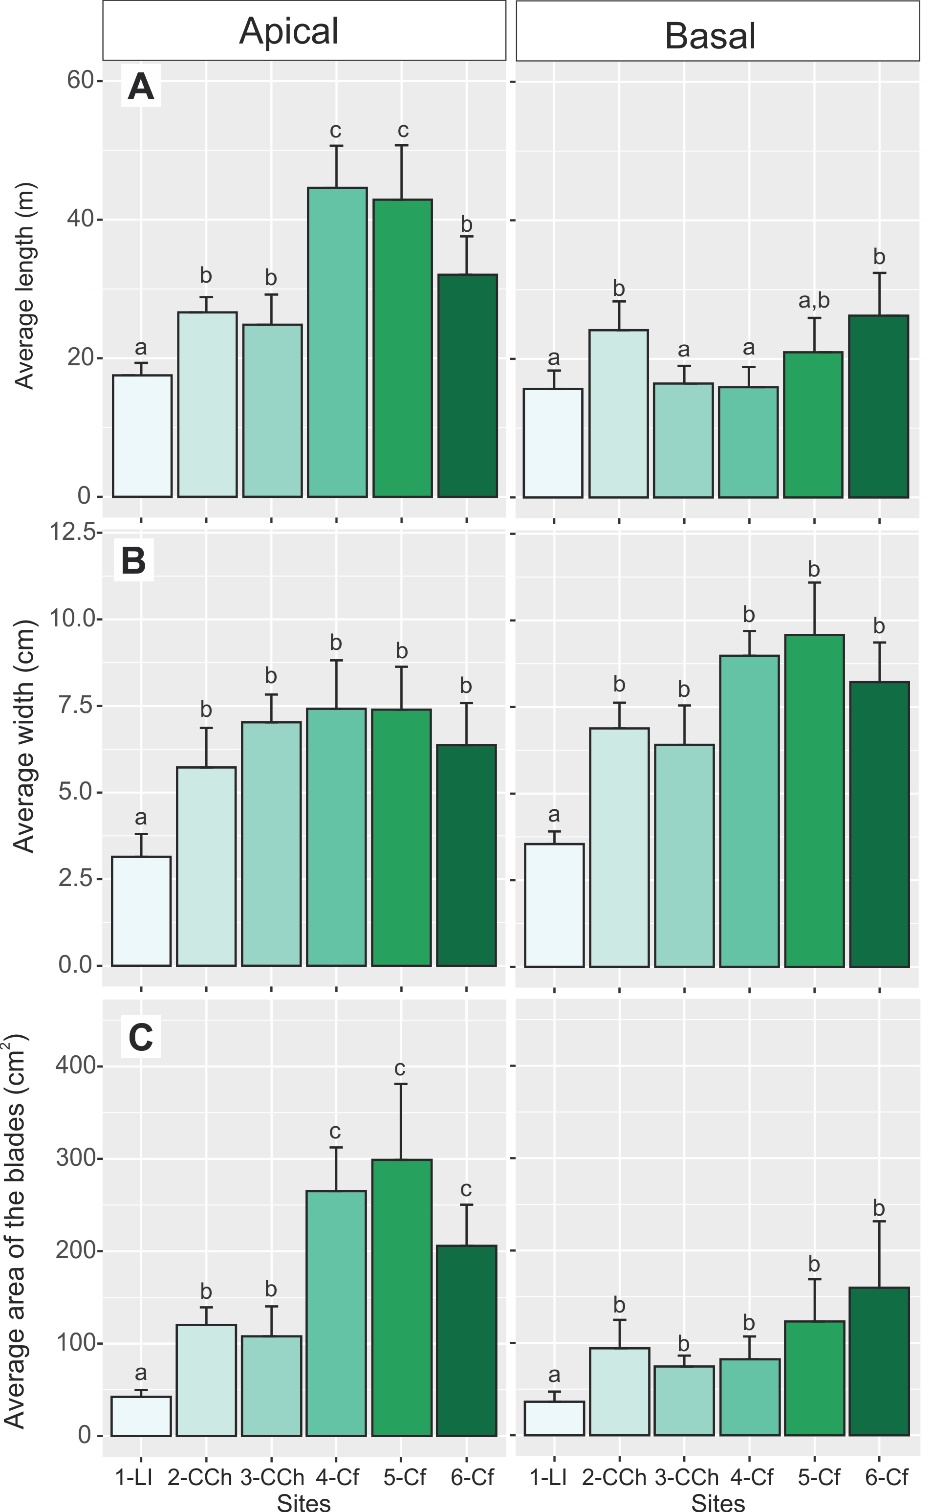 Apical
Basal
A
Average length (m)
60
40
20
0
a
b
b
c
c
b
a
b
a
a
a,b
b
B
Average width (cm)
12.5
10.0
7.5
5.0
2.5
0.0
a
b
b
b
b
b
a
b
b
b
b
b
C
Average area of the blades (cm²)
400
300
200
100
0
a
b
b
c
c
c
a
b
b
b
b
b
1-LI 2-CCh 3-CCh 4-Cf 5-Cf 6-Cf
1-LI 2-CCh 3-CCh 4-Cf 5-Cf 6-Cf
Sites
Sites